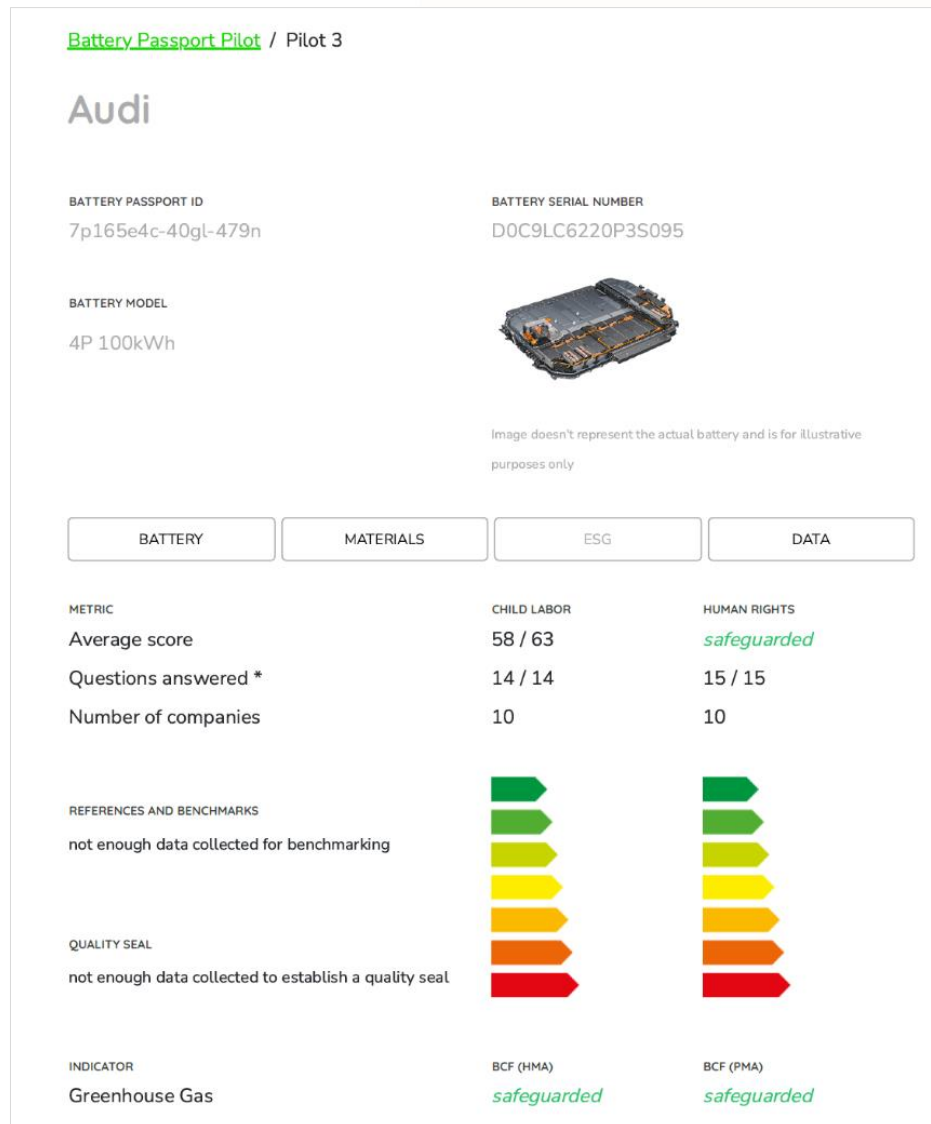 Battery Passport Pilot / Pilot 3
Audi
BATTERY PASSPORT ID
7p165e4c-40gl-479n
BATTERY SERIAL NUMBER
D0C9LC6220P3S095
BATTERY MODEL
4P 100kWh
Image doesn't represent the actual battery and is for illustrative
purposes only
BATTERY MATERIALS ESG DATA
METRIC CHILD LABOR HUMAN RIGHTS
Average score 58 / 63 safeguarded
Questions answered * 14 / 14 15 / 15
Number of companies 10 10
REFERENCES AND BENCHMARKS
not enough data collected for benchmarking
QUALITY SEAL
not enough data collected to establish a quality seal
INDICATOR BCF (HMA) BCF (PMA)
Greenhouse Gas safeguarded safeguarded